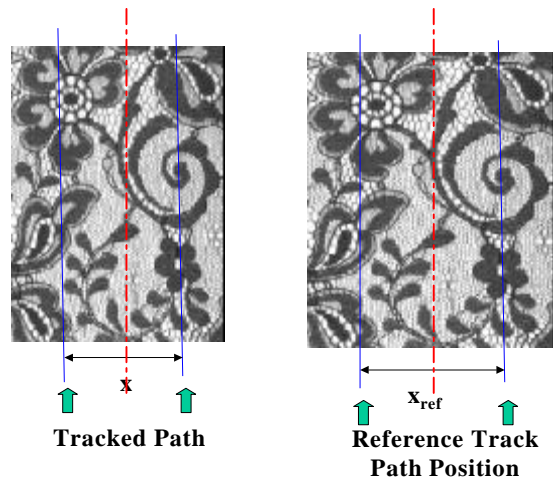 x
Tracked Path
x_ref
Reference Track
Path Position